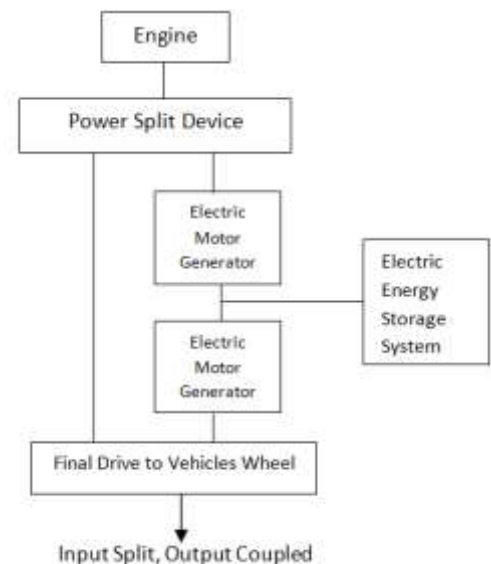 Engine
Power Split Device
Electric
Motor
Generator
Electric
Energy
Storage
System
Electric
Motor
Generator
Final Drive to Vehicles Wheel
Input Split, Output Coupled